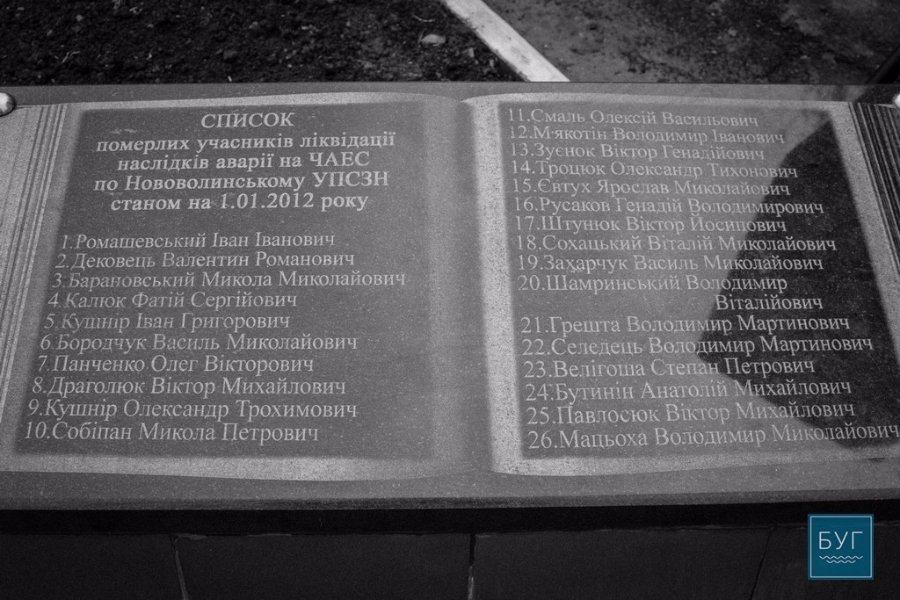 СПИСОК
померлих учасників ліквідації
наслідків аварії на ЧАЕС
по Нововолинському УПСЗН
станом на 1.01.2012 року
1.Ромашевський Іван Іванович
2.Дековець Валентин Романович
3.Барановський Микола Миколайович
4.Калюк Фатій Сергійович
5.Кушнір Іван Григорович
6.Бородчук Василь Миколайович
7.Панченко Олег Вікторович
8.Драголюк Віктор Михайлович
9.Кушнір Олександр Трохимович
10.Собіпан Микола Петрович
11.Смаль Олексій Васильович
12.М·якотін Володимир Іванович
13.Зуєнок Віктор Генадійович
14.Троцюк Олександр Тихонович
15.Євтух Ярослав Миколайович
16.Русаков Генадій Володимирович
17.Штунюк Віктор Йосипович
18.Сохацький Віталій Миколайович
19.Захарчук Василь Миколайович
20.Шамринський Володимир
Віталійович
21.Грешта Володимир Мартинович
22.Селедець Володимир Мартинович
23.Велігоша Степан Петрович
24.Бутинін Анатолій Михайлович
25.Павлосюк Віктор Михайлович
26.Мацьоха Володимир Миколайович
БУГ